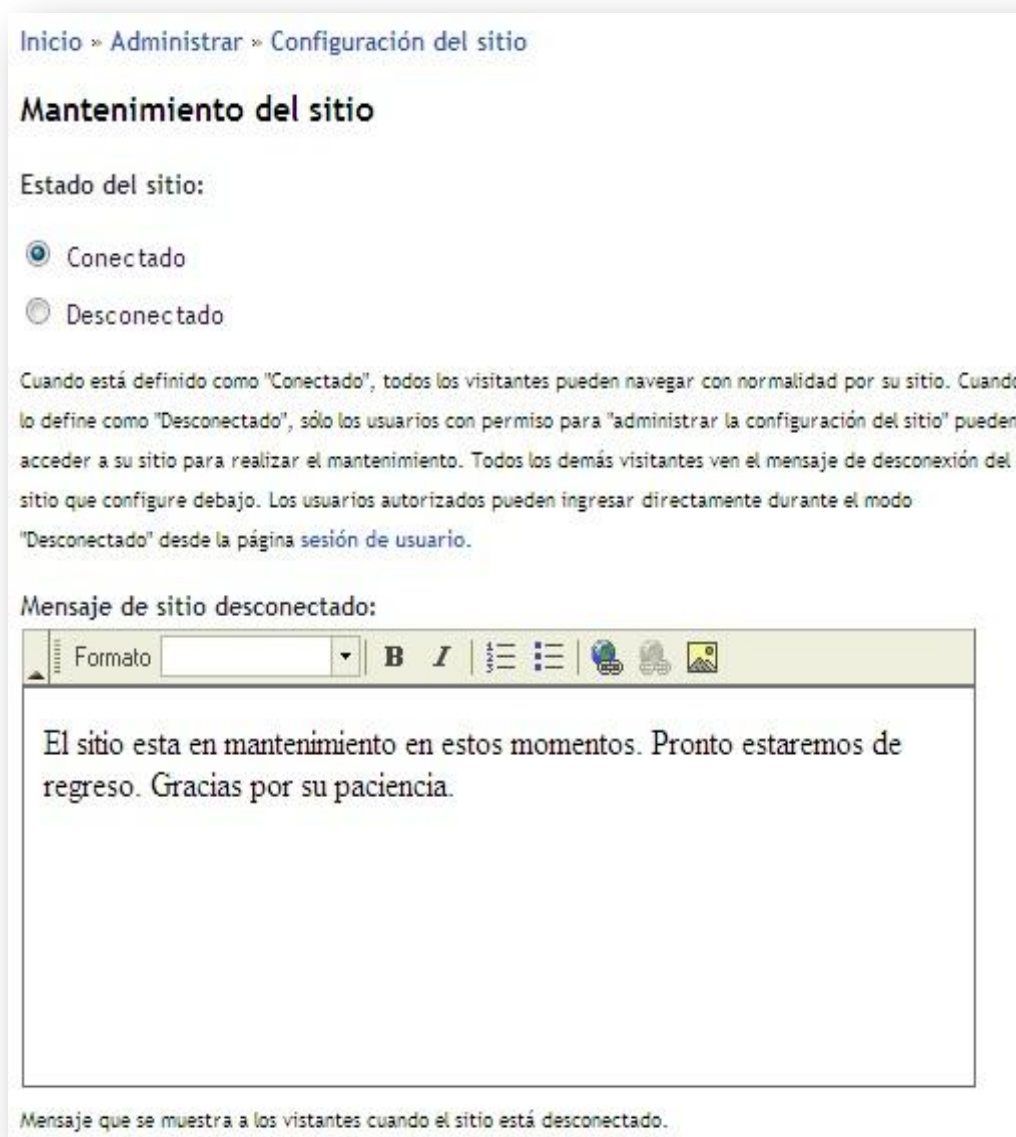 Inicio » Administrar » Configuración del sitio
Mantenimiento del sitio
Estado del sitio:
Conectado
Desconectado
Cuando está definido como "Conectado", todos los visitantes pueden navegar con normalidad por su sitio. Cuando
lo define como "Desconectado", sólo los usuarios con permiso para "administrar la configuración del sitio" pueden
acceder a su sitio para realizar el mantenimiento. Todos los demás visitantes ven el mensaje de desconexión del
sitio que configure debajo. Los usuarios autorizados pueden ingresar directamente durante el modo
"Desconectado" desde la página sesión de usuario.
Mensaje de sitio desconectado:
Formato B I
El sitio esta en mantenimiento en estos momentos. Pronto estaremos de
regreso. Gracias por su paciencia.
Mensaje que se muestra a los vistantes cuando el sitio está desconectado.